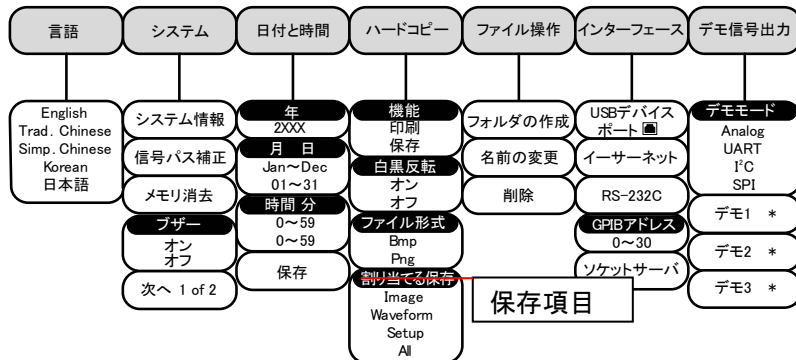 言語
システム
日付と時間
ハードコピー
ファイル操作
インターフェース
デモ信号出力
English
Trad. Chinese
Simp. Chinese
Korean
日本語
システム情報
信号パス補正
メモリ消去
ブザー
オン
オフ
次へ 1 of 2
年
2XXX
月 日
Jan～Dec
01～31
時間 分
0～59
0～59
保存
機能
印刷
保存
白黒反転
オン
オフ
ファイル形式
Bmp
Png
割り当てる保存
Image
Waveform
Setup
All
保存項目
フォルダの作成
名前の変更
削除
USBデバイス
ポート
イーサーネット
RS-232C
GPIBアドレス
0～30
ソケットサーバ
デモモード
Analog
UART
I²C
SPI
デモ1 *
デモ2 *
デモ3 *